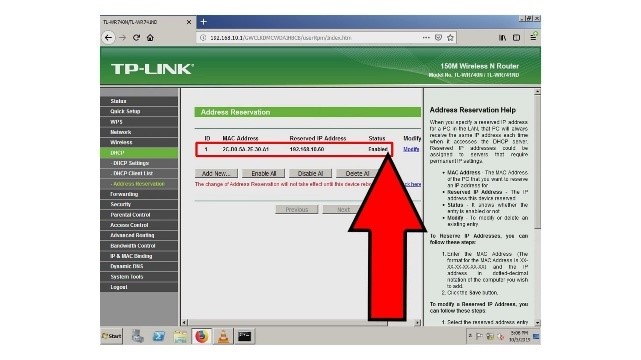 TL-WR740N/TL-WR741ND
192.168.10.1/GWCLRDMCWOAJHRCB/userRpm/Index.htm
TP-LINK
150M Wireless N Router
Model No. TL-WR740N / TL-WR741ND
Status
Quick Setup
WPS
Network
Wireless
DHCP
- DHCP Settings
- DHCP Client List
- Address Reservation
Forwarding
Security
Parental Control
Access Control
Advanced Routing
Bandwidth Control
IP & MAC Binding
Dynamic DNS
System Tools
Logout
Address Reservation
ID MAC Address Reserved IP Address Status Modify
1 2C-D0-5A-2E-30-A1 192.168.10.60 Enabled Modify
Add New... Enable All Disable All Delete All
The change of Address Reservation will not take effect until this device here
Previous Next
Address Reservation Help
When you specify a reserved IP address
for a PC in the LAN, that PC will always
receive the same IP address each
time when it accesses the DHCP server.
Reserved IP addresses could be
assigned to servers that require
permanent IP settings.
• MAC Address - The MAC Address
of the PC that you want to reserve
an IP address for.
• Reserved IP Address - The IP
address this device reserved.
• Status - It shows whether the
entry is enabled or not
• Modify - To modify or delete an
existing entry.
To Reserve IP Addresses, you can
follow these steps:
1. Enter the MAC Address (The
format for the MAC Address is XX-
XX-XX-XX-XX-XX) and the IP
address in dotted-decimal
notation of the computer you wish
to add.
2. Click the Save button.
To modify a Reserved IP Address, you
can follow these steps:
1. Select the reserved address entry
Start
5:06 PM
10/3/2019